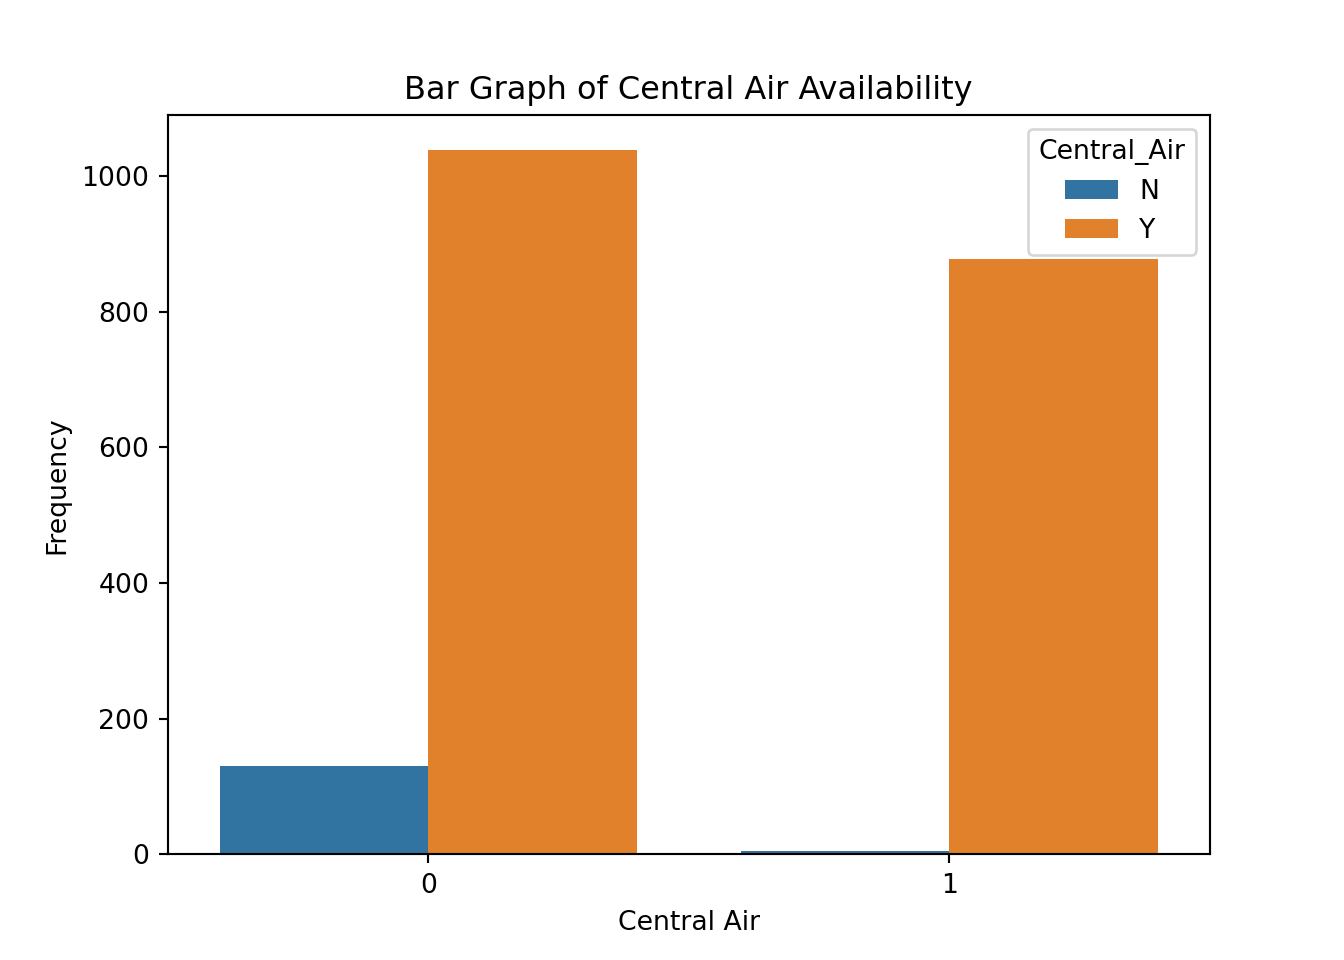 Bar Graph of Central Air Availability
Central_Air
N
Y
1000
800
600
400
200
0
Frequency
0 1
Central Air